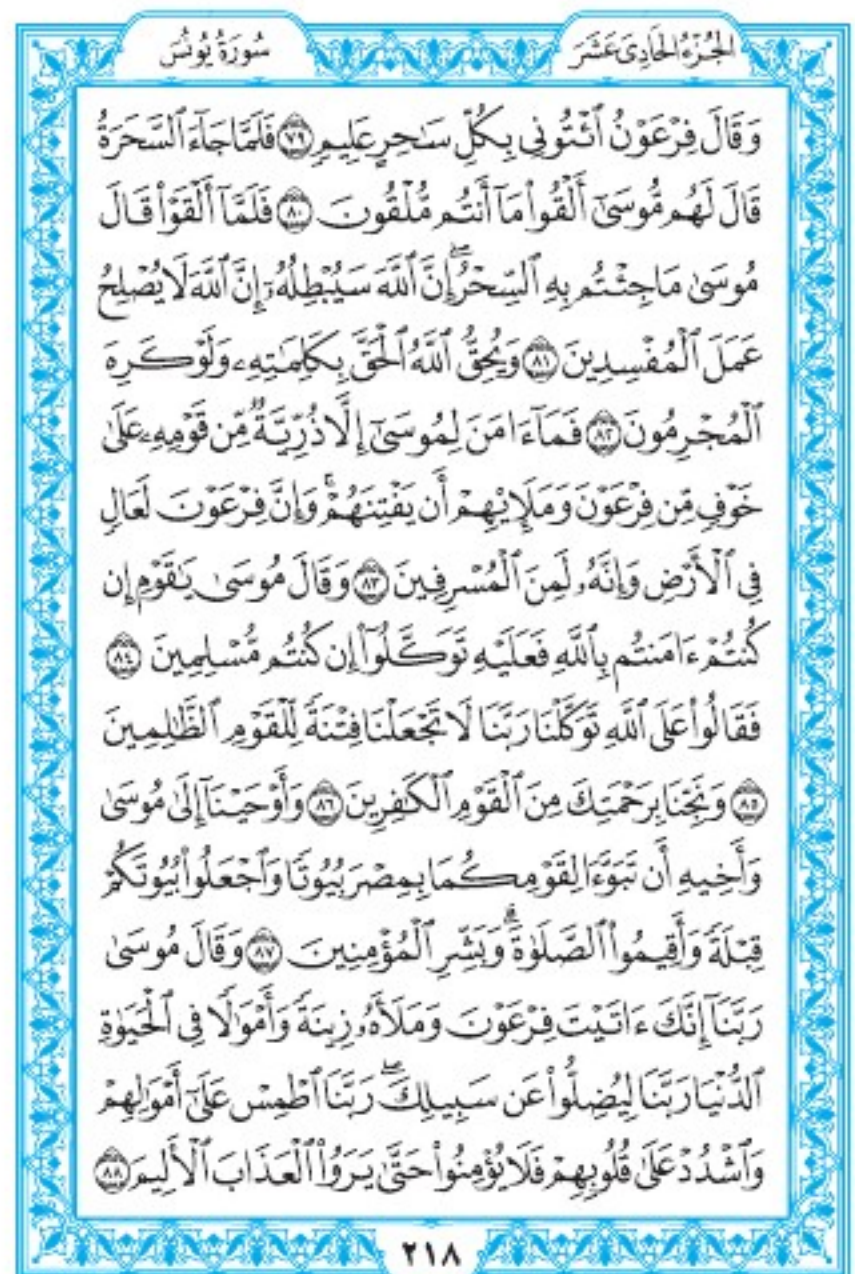 الجُزْءُ الحَادِى عَشَرَ
سُورَةُ يُونُسَ
وَقَالَ فِرْعَوْنُ ٱئْتُونِى بِكُلِّ سَٰحِرٍ عَلِيمٍ ٧٩ فَلَمَّا جَآءَ ٱلسَّحَرَةُ
قَالَ لَهُم مُّوسَىٰٓ أَلْقُوا۟ مَآ أَنتُم مُّلْقُونَ ٨٠ فَلَمَّآ أَلْقَوْا۟ قَالَ
مُوسَىٰ مَا جِئْتُم بِهِ ٱلسِّحْرُۖ إِنَّ ٱللَّهَ سَيُبْطِلُهُۥٓ إِنَّ ٱللَّهَ لَا يُصْلِحُ
عَمَلَ ٱلْمُفْسِدِينَ ٨١ وَيُحِقُّ ٱللَّهُ ٱلْحَقَّ بِكَلِمَٰتِهِۦ وَلَوْ كَرِهَ
ٱلْمُجْرِمُونَ ٨٢ فَمَآ ءَامَنَ لِمُوسَىٰٓ إِلَّا ذُرِّيَّةٌ مِّن قَوْمِهِۦ عَلَىٰ
خَوْفٍ مِّن فِرْعَوْنَ وَمَلَإِي۟هِمْ أَن يَفْتِنَهُمْۚ وَإِنَّ فِرْعَوْنَ لَعَالٍ
فِى ٱلْأَرْضِ وَإِنَّهُۥ لَمِنَ ٱلْمُسْرِفِينَ ٨٣ وَقَالَ مُوسَىٰ يَٰقَوْمِ إِن
كُنتُمْ ءَامَنتُم بِٱللَّهِ فَعَلَيْهِ تَوَكَّلُوٓا۟ إِن كُنتُم مُّسْلِمِينَ ٨٤
فَقَالُوا۟ عَلَى ٱللَّهِ تَوَكَّلْنَا رَبَّنَا لَا تَجْعَلْنَا فِتْنَةً لِّلْقَوْمِ ٱلظَّٰلِمِينَ
٨٥ وَنَجِّنَا بِرَحْمَتِكَ مِنَ ٱلْقَوْمِ ٱلْكَٰفِرِينَ ٨٦ وَأَوْحَيْنَآ إِلَىٰ مُوسَىٰ
وَأَخِيهِ أَن تَبَوَّءَا لِقَوْمِكُمَا بِمِصْرَ بُيُوتًا وَٱجْعَلُوا۟ بُيُوتَكُمْ
قِبْلَةً وَأَقِيمُوا۟ ٱلصَّلَوٰةَۗ وَبَشِّرِ ٱلْمُؤْمِنِينَ ٨٧ وَقَالَ مُوسَىٰ
رَبَّنَآ إِنَّكَ ءَاتَيْتَ فِرْعَوْنَ وَمَلَأَهُۥ زِينَةً وَأَمْوَٰلًا فِى ٱلْحَيَوٰةِ
ٱلدُّنْيَا رَبَّنَا لِيُضِلُّوا۟ عَن سَبِيلِكَۖ رَبَّنَا ٱطْمِسْ عَلَىٰٓ أَمْوَٰلِهِمْ
وَٱشْدُدْ عَلَىٰ قُلُوبِهِمْ فَلَا يُؤْمِنُوا۟ حَتَّىٰ يَرَوُا۟ ٱلْعَذَابَ ٱلْأَلِيمَ ٨٨
٢١٨